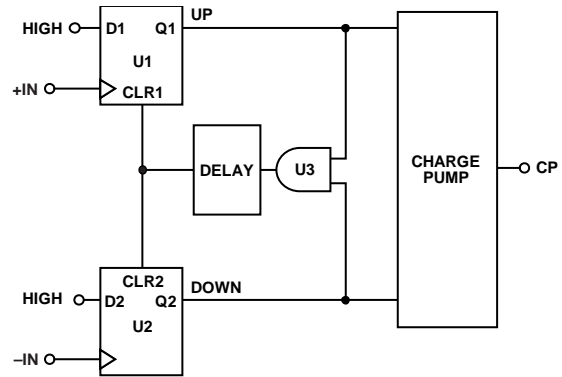 UP
HIGH
D1
Q1
U1
+IN
CLR1
DELAY
U3
CHARGE
PUMP
CP
CLR2
HIGH
D2
Q2
DOWN
U2
–IN